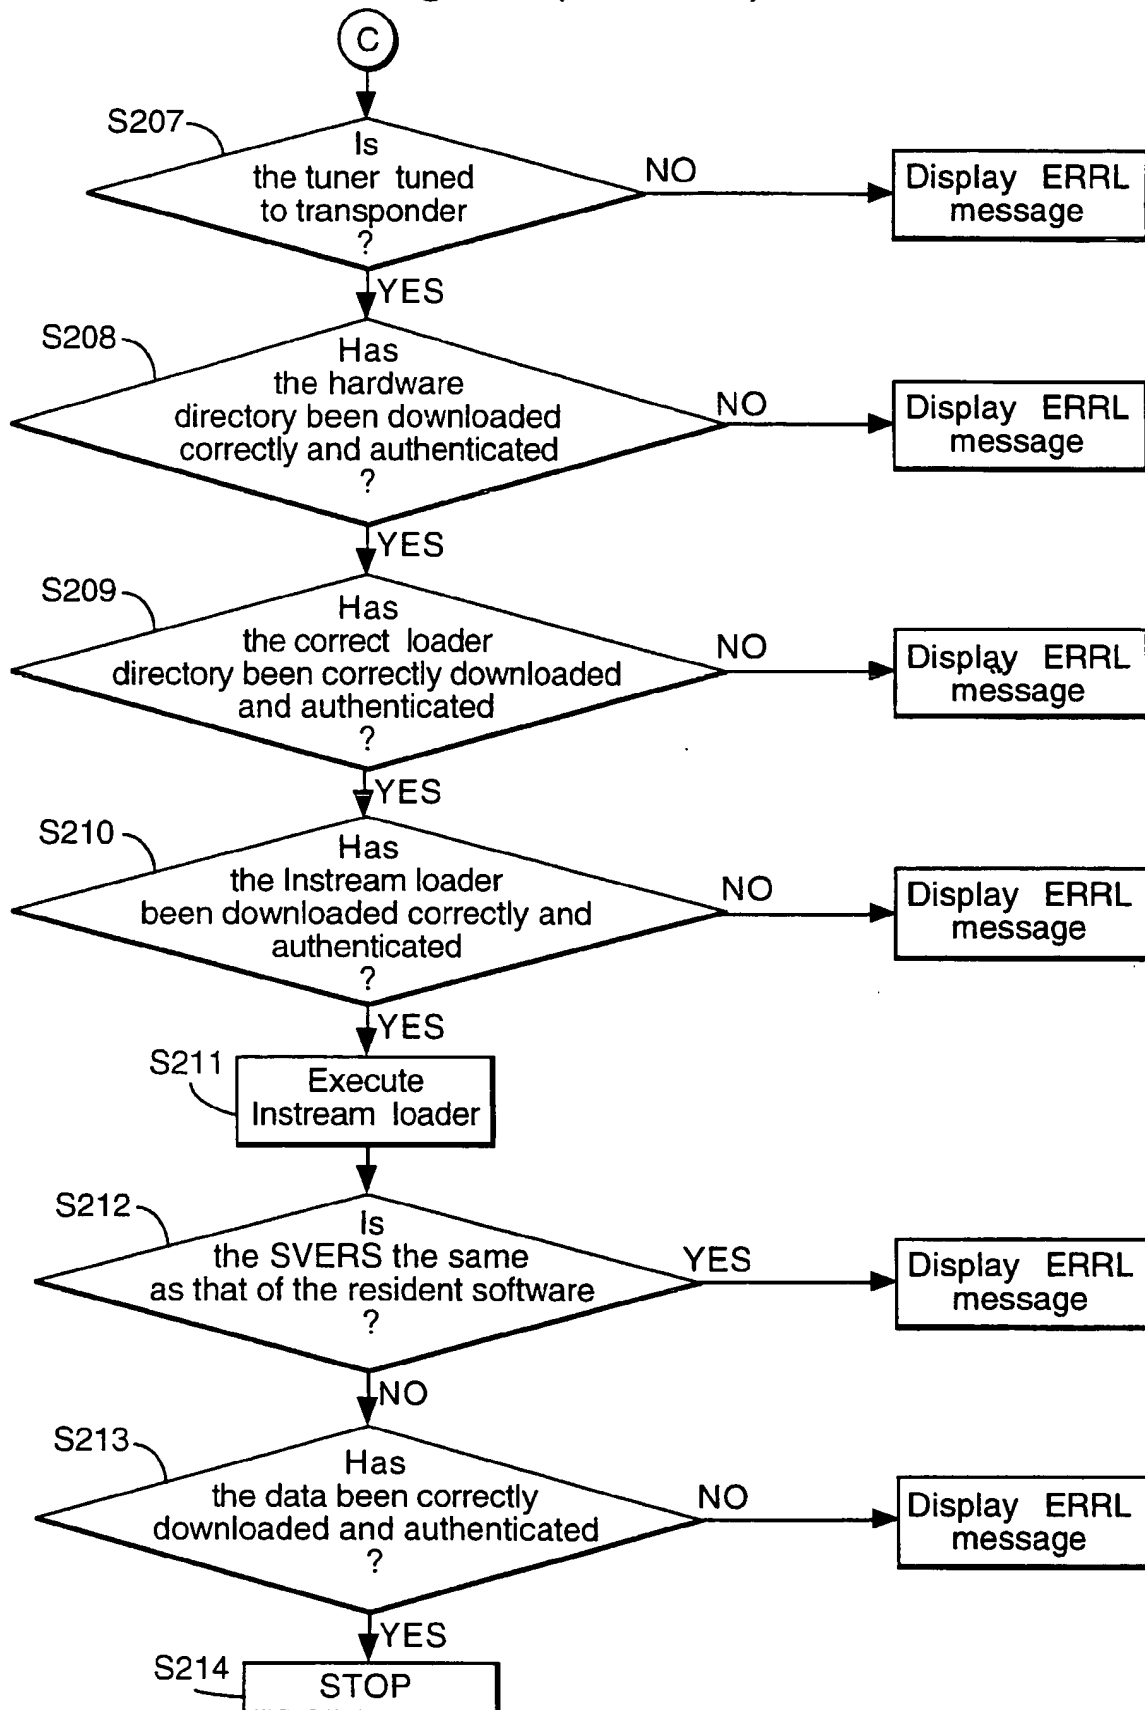 C
S207
Is
the tuner tuned
to transponder
?
NO
Display ERRL
message
YES
S208
Has
the hardware
directory been downloaded
correctly and authenticated
?
NO
Display ERRL
message
YES
S209
Has
the correct loader
directory been correctly downloaded
and authenticated
?
NO
Display ERRL
message
YES
S210
Has
the Instream loader
been downloaded correctly and
authenticated
?
NO
Display ERRL
message
YES
S211
Execute
Instream loader
S212
Is
the SVERS the same
as that of the resident software
?
YES
Display ERRL
message
NO
S213
Has
the data been correctly
downloaded and authenticated
?
NO
Display ERRL
message
YES
S214
STOP